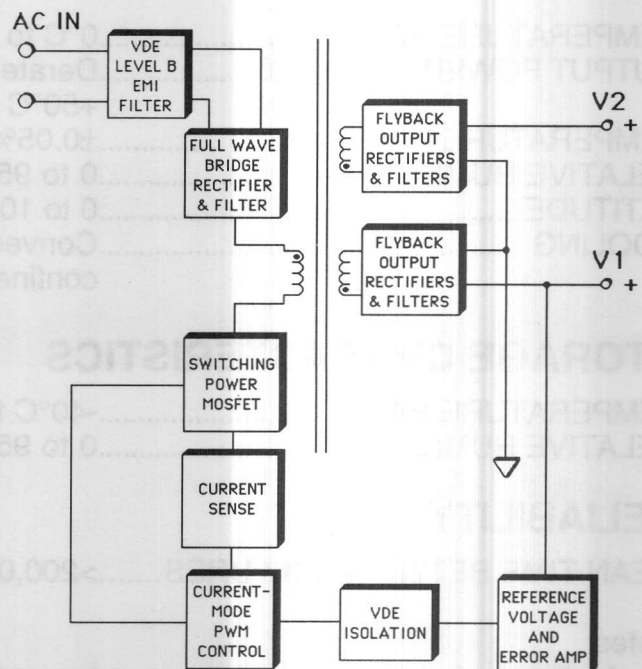 AC IN
VDE
LEVEL B
EMI
FILTER
FULL WAVE
BRIDGE
RECTIFIER
& FILTER
FLYBACK
OUTPUT
RECTIFIERS
& FILTERS
V2
+
FLYBACK
OUTPUT
RECTIFIERS
& FILTERS
V1
+
SWITCHING
POWER
MOSFET
CURRENT
SENSE
CURRENT-
MODE
PWM
CONTROL
VDE
ISOLATION
REFERENCE
VOLTAGE
AND
ERROR AMP